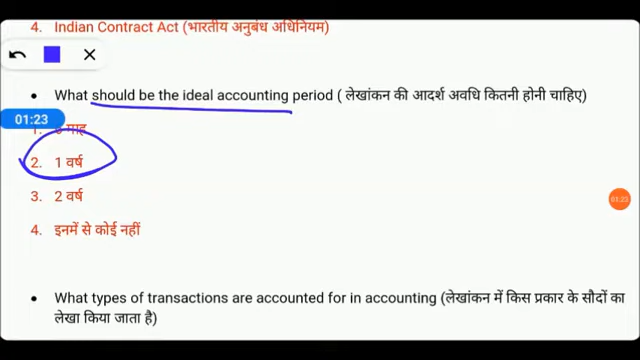 4. Indian Contract Act (भारतीय अनुबंध अधिनियम)
• What should be the ideal accounting period ( लेखांकन की आदर्श अवधि कितनी होनी चाहिए)
01:23
1. माह
2. 1 वर्ष
3. 2 वर्ष
01:23
4. इनमें से कोई नहीं
• What types of transactions are accounted for in accounting (लेखांकन में किस प्रकार के सौदों का
लेखा किया जाता है)